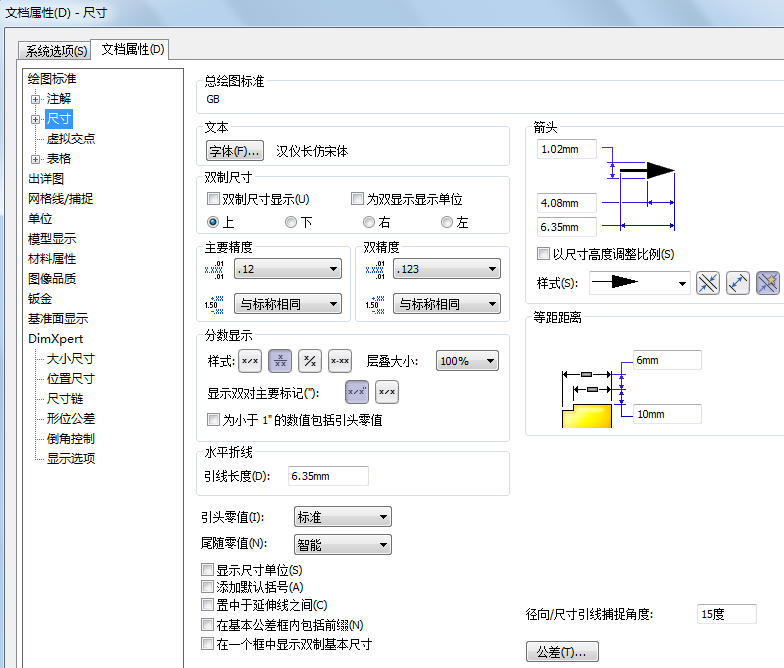 文档属性(D) - 尺寸
系统选项(S) 文档属性(D)
绘图标准
注解
尺寸
虚拟交点
表格
出详图
网格线/捕捉
单位
模型显示
材料属性
图像品质
钣金
基准面显示
DimXpert
大小尺寸
位置尺寸
尺寸链
形位公差
倒角控制
显示选项
总绘图标准
GB
文本
字体(F)... 汉仪长仿宋体
双制尺寸
双制尺寸显示(U) 为双显示显示单位
上 下 右 左
主要精度
.12
与标称相同
双精度
.123
与标称相同
分数显示
样式: 层叠大小: 100%
显示双对主要标记("):
为小于 1" 的数值包括引头零值
水平折线
引线长度(D): 6.35mm
引头零值(I): 标准
尾随零值(N): 智能
显示尺寸单位(S)
添加默认括号(A)
置中于延伸线之间(C)
在基本公差框内包括前缀(N)
在一个框中显示双制基本尺寸
箭头
1.02mm
4.08mm
6.35mm
以尺寸高度调整比例(S)
样式(S):
等距距离
6mm
10mm
径向/尺寸引线捕捉角度: 15度
公差(T)...